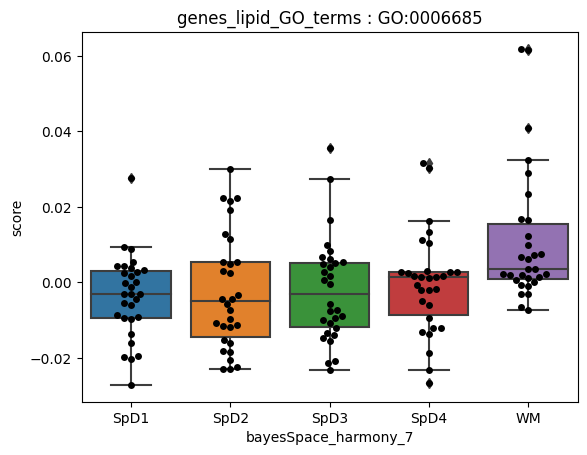 genes_lipid_GO_terms : GO:0006685
0.06
0.04
0.02
0.00
−0.02
score
SpD1 SpD2 SpD3 SpD4 WM
bayesSpace_harmony_7